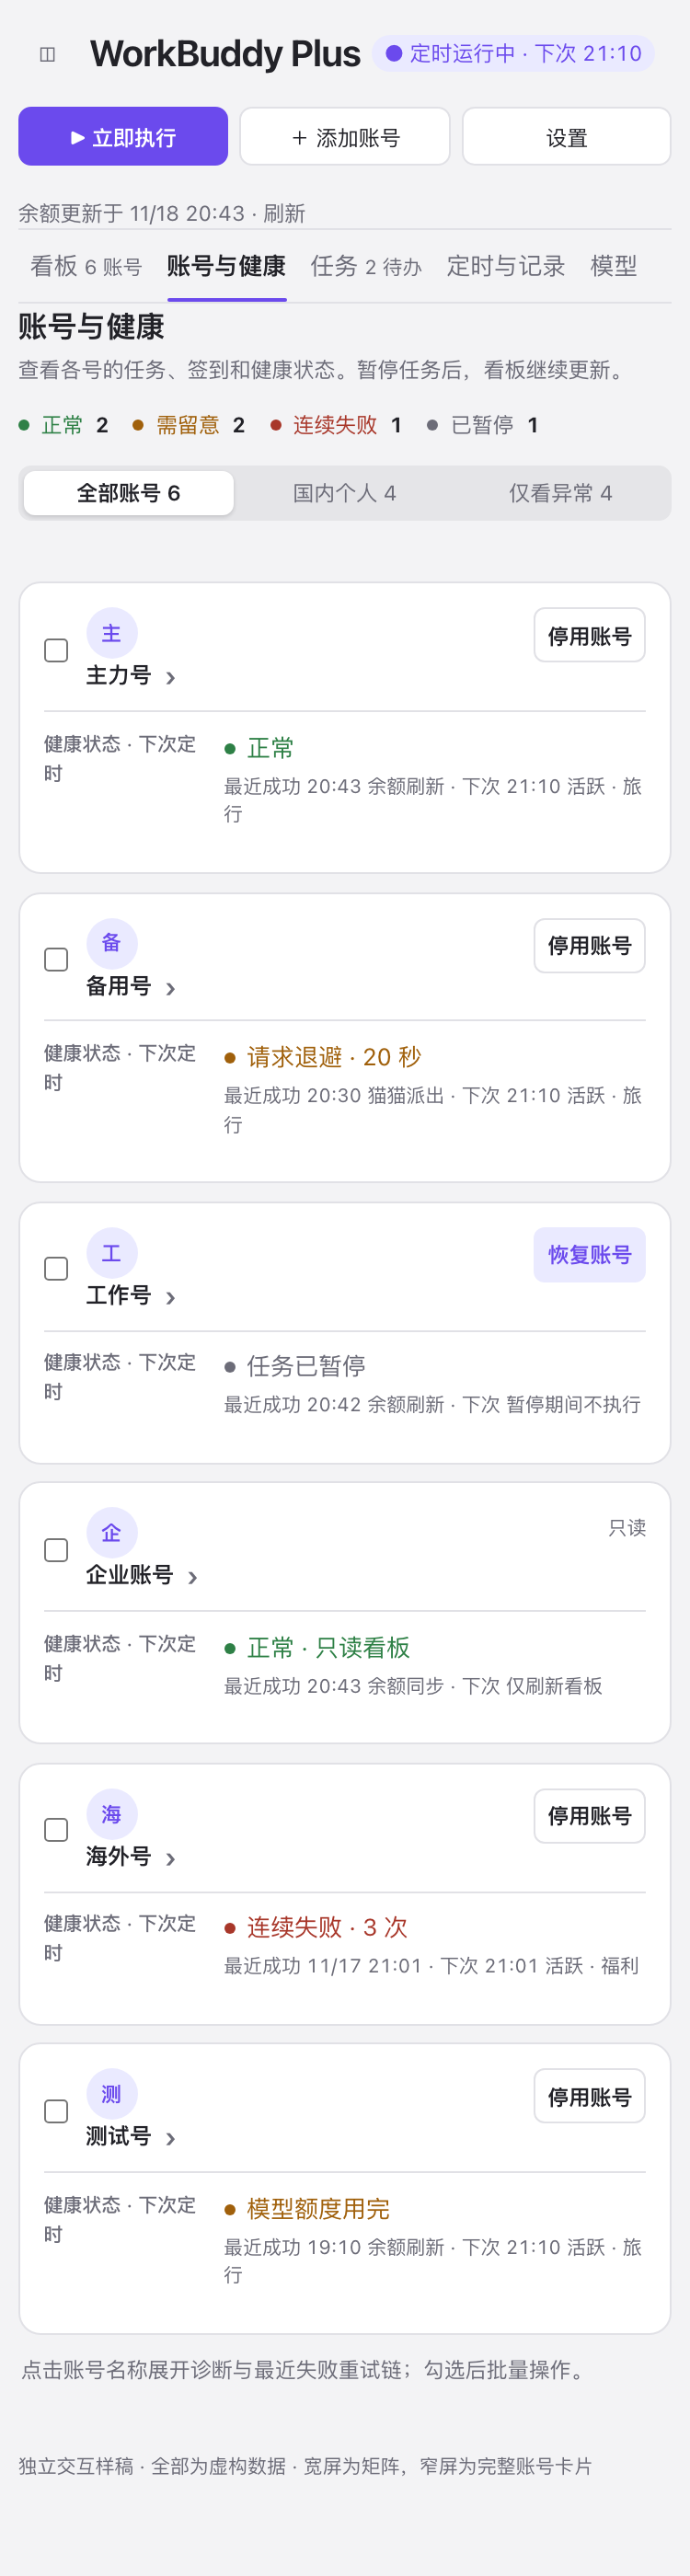 WorkBuddy Plus
定时运行中 · 下次 21:10
立即执行
+ 添加账号
设置
余额更新于 11/18 20:43 · 刷新
看板 6 账号
账号与健康
任务 2 待办
定时与记录
模型
账号与健康
查看各号的任务、签到和健康状态。暂停任务后，看板继续更新。
正常 2
需留意 2
连续失败 1
已暂停 1
全部账号 6
国内个人 4
仅看异常 4
主
主力号 ›
停用账号
健康状态 · 下次定
时
正常
最近成功 20:43 余额刷新 · 下次 21:10 活跃 · 旅
行
备
备用号 ›
停用账号
健康状态 · 下次定
时
请求退避 · 20 秒
最近成功 20:30 猫猫派出 · 下次 21:10 活跃 · 旅
行
工
工作号 ›
恢复账号
健康状态 · 下次定
时
任务已暂停
最近成功 20:42 余额刷新 · 下次 暂停期间不执行
企
企业账号 ›
只读
健康状态 · 下次定
时
正常 · 只读看板
最近成功 20:43 余额同步 · 下次 仅刷新看板
海
海外号 ›
停用账号
健康状态 · 下次定
时
连续失败 · 3 次
最近成功 11/17 21:01 · 下次 21:01 活跃 · 福利
测
测试号 ›
停用账号
健康状态 · 下次定
时
模型额度用完
最近成功 19:10 余额刷新 · 下次 21:10 活跃 · 旅
行
点击账号名称展开诊断与最近失败重试链；勾选后批量操作。
独立交互样稿 · 全部为虚构数据 · 宽屏为矩阵，窄屏为完整账号卡片